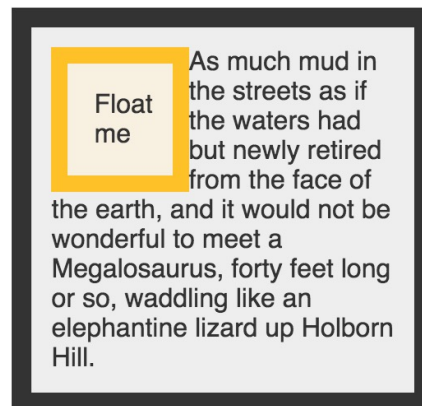 Float
me
As much mud in
the streets as if
the waters had
but newly retired
from the face of
the earth, and it would not be
wonderful to meet a
Megalosaurus, forty feet long
or so, waddling like an
elephantine lizard up Holborn
Hill.